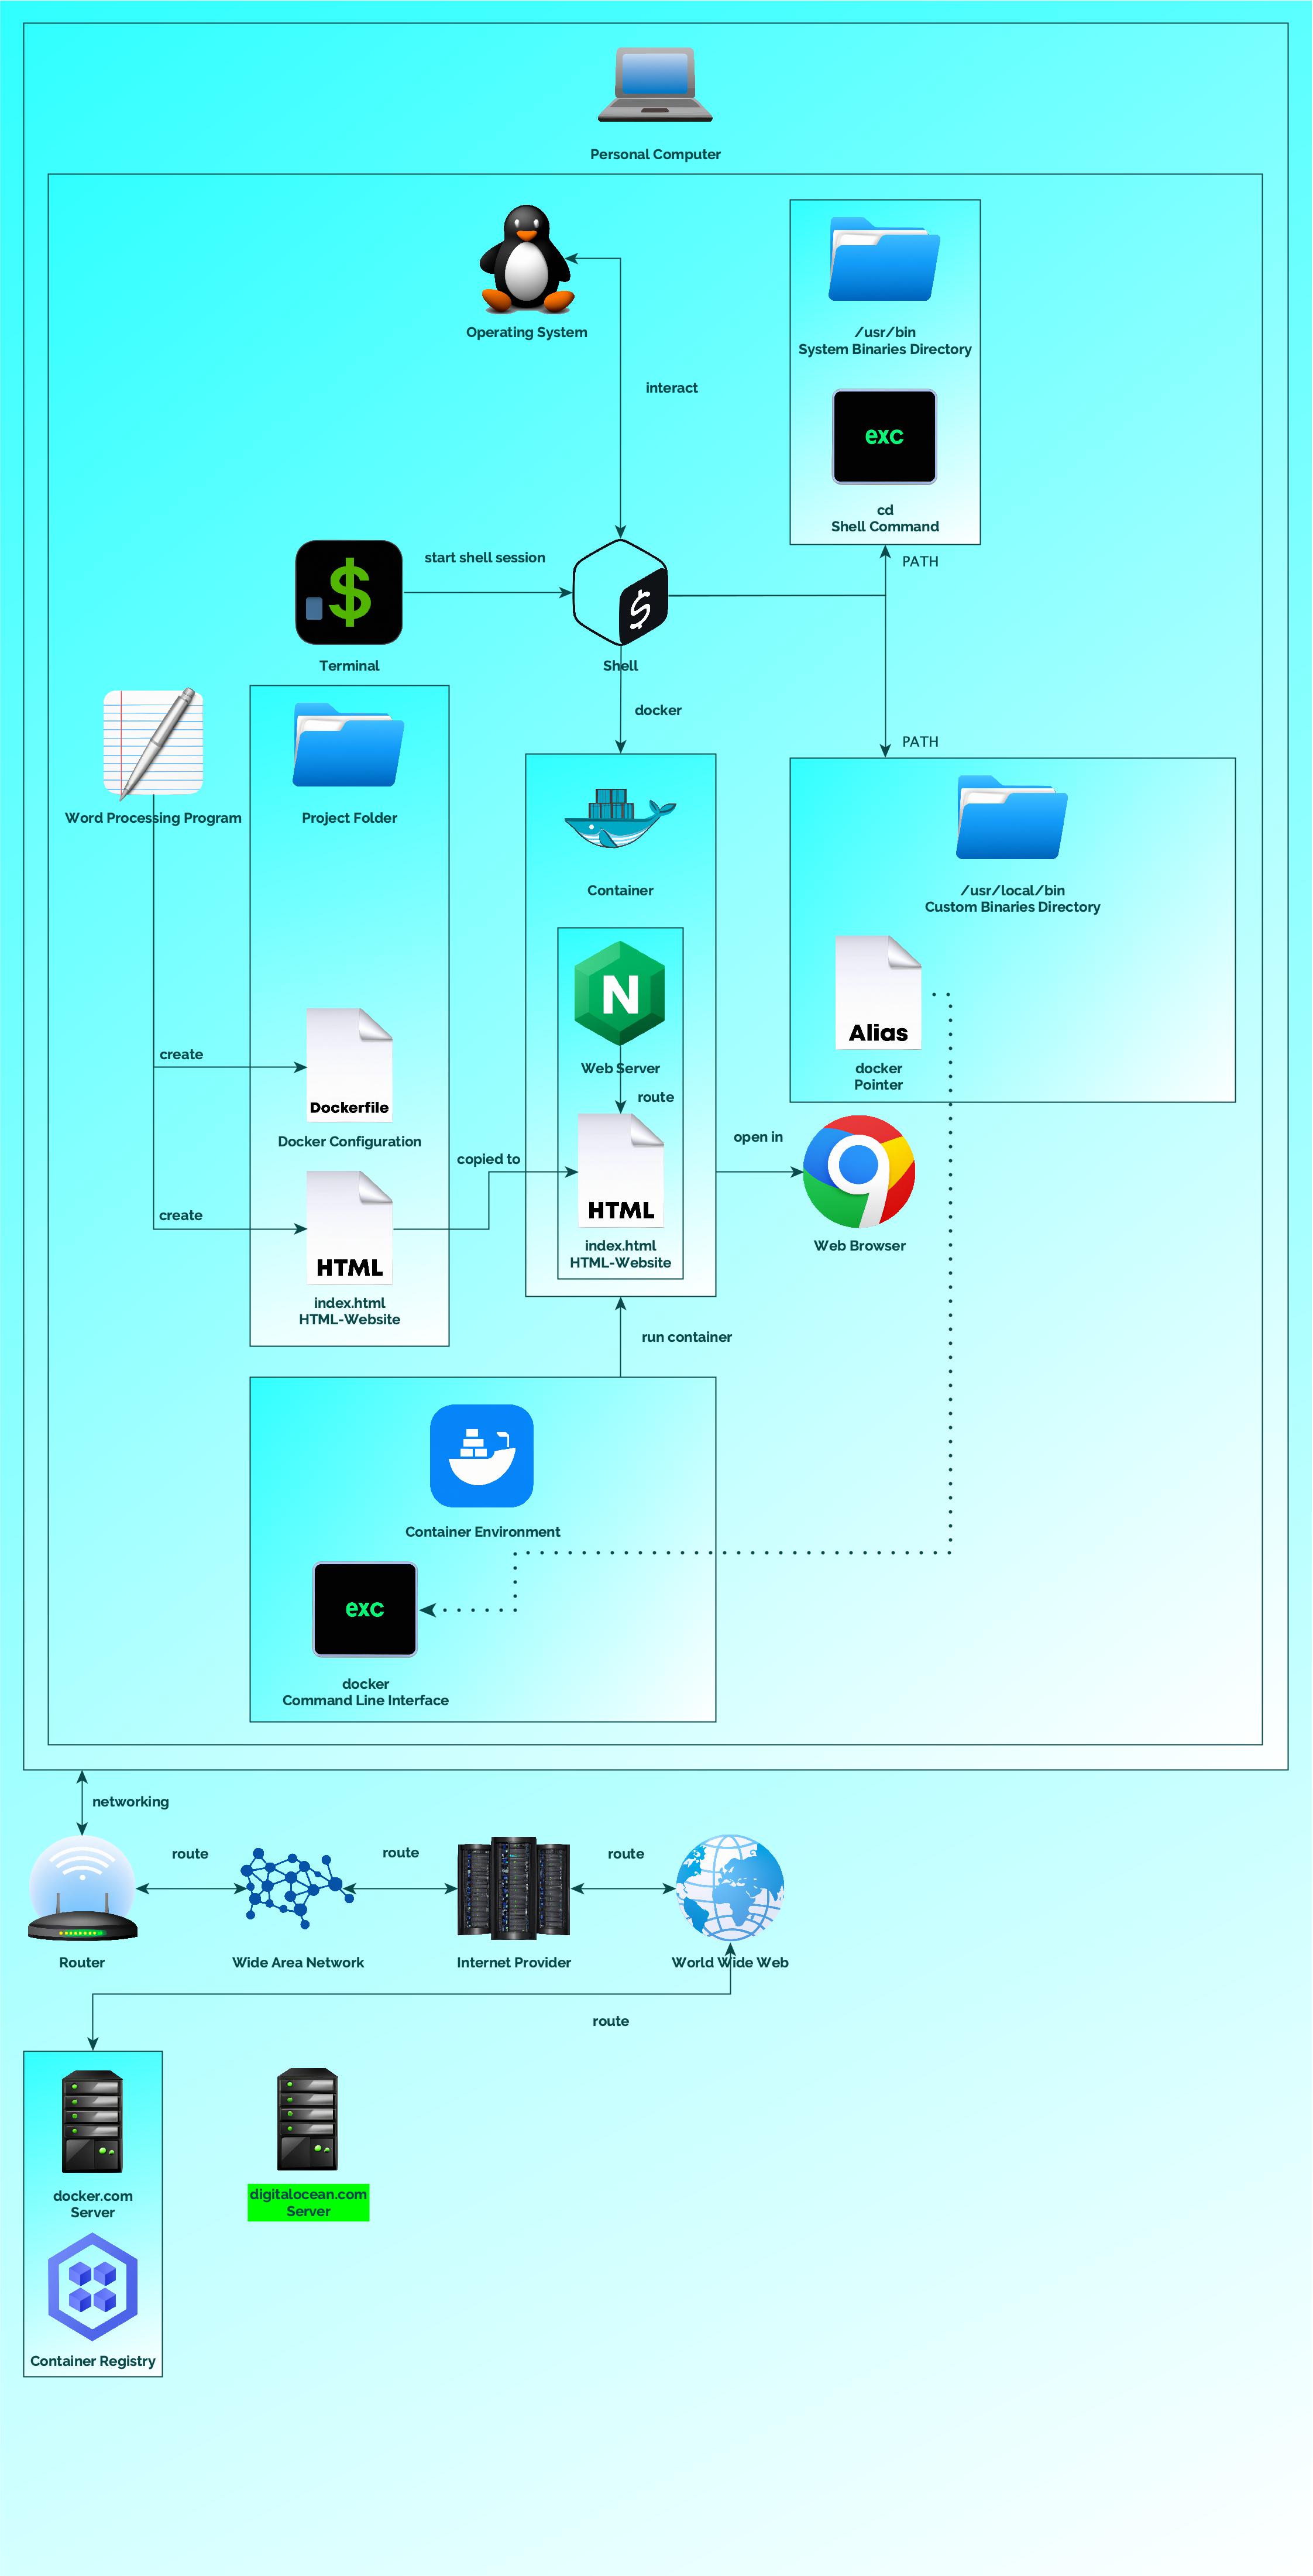 Personal Computer
Operating System
/usr/bin
System Binaries Directory
interact
exc
cd
Shell Command
start shell session
PATH
$
$
Terminal
Shell
docker
PATH
Word Processing Program
Project Folder
Container
/usr/local/bin
Custom Binaries Directory
N
Alias
create
Web Server
docker
Pointer
route
Dockerfile
Docker Configuration
open in
copied to
create
HTML
HTML
index.html
HTML-Website
Web Browser
index.html
HTML-Website
run container
Container Environment
exc
docker
Command Line Interface
networking
route
route
route
Router
Wide Area Network
Internet Provider
World Wide Web
route
docker.com
Server
digitalocean.com
Server
Container Registry